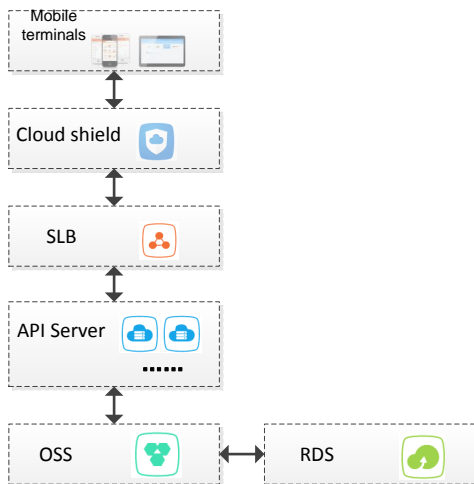 Mobile
terminals
Cloud shield
SLB
API Server
......
OSS
RDS